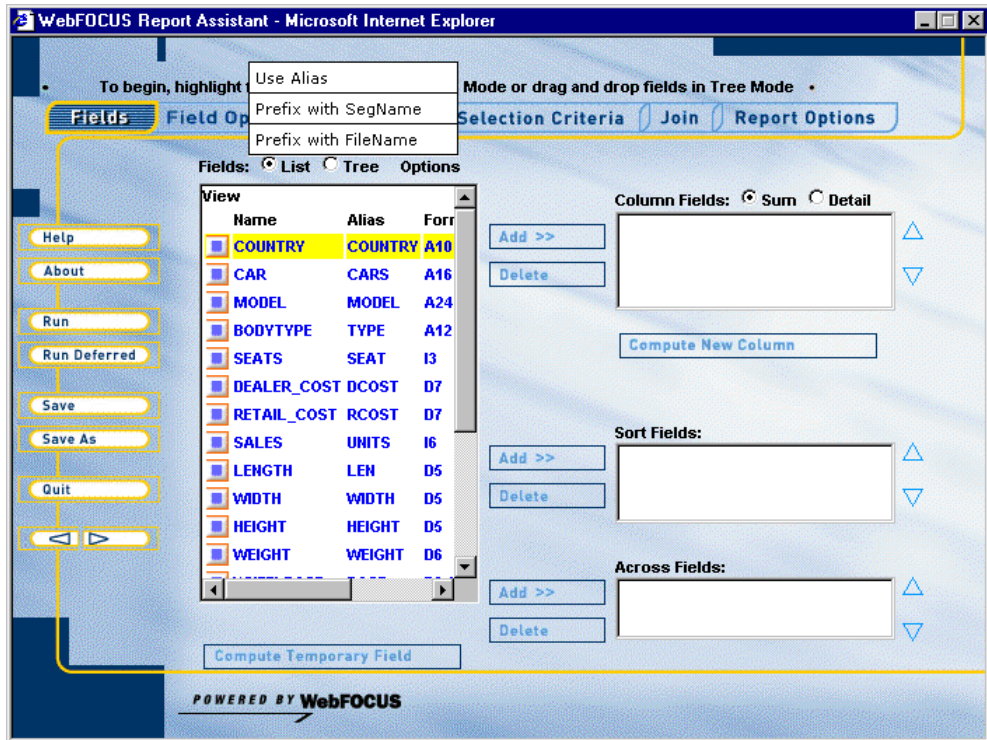 WebFOCUS Report Assistant - Microsoft Internet Explorer
Use Alias
Prefix with SegName
Prefix with FileName
To begin, highlight Mode or drag and drop fields in Tree Mode
Fields Field Op Selection Criteria Join Report Options
Fields: List Tree Options
View
Name Alias Forr
COUNTRY COUNTRY A10
CAR CARS A16
MODEL MODEL A24
BODYTYPE TYPE A12
SEATS SEAT I3
DEALER_COST DCOST D7
RETAIL_COST RCOST D7
SALES UNITS I6
LENGTH LEN D5
WIDTH WIDTH D5
HEIGHT HEIGHT D5
WEIGHT WEIGHT D6
Compute Temporary Field
Help
About
Run
Run Deferred
Save
Save As
Quit
Column Fields: Sum Detail
Add >>
Delete
Compute New Column
Sort Fields:
Add >>
Delete
Across Fields:
Add >>
Delete
POWERED BY WebFOCUS